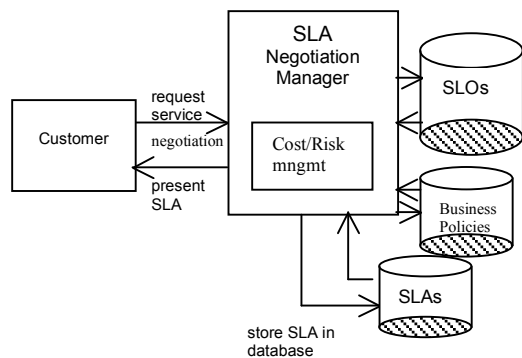 SLA
Negotiation
Manager
SLOs
request
service
Customer
negotiation
Cost/Risk
mngmt
present
SLA
Business
Policies
SLAs
store SLA in
database